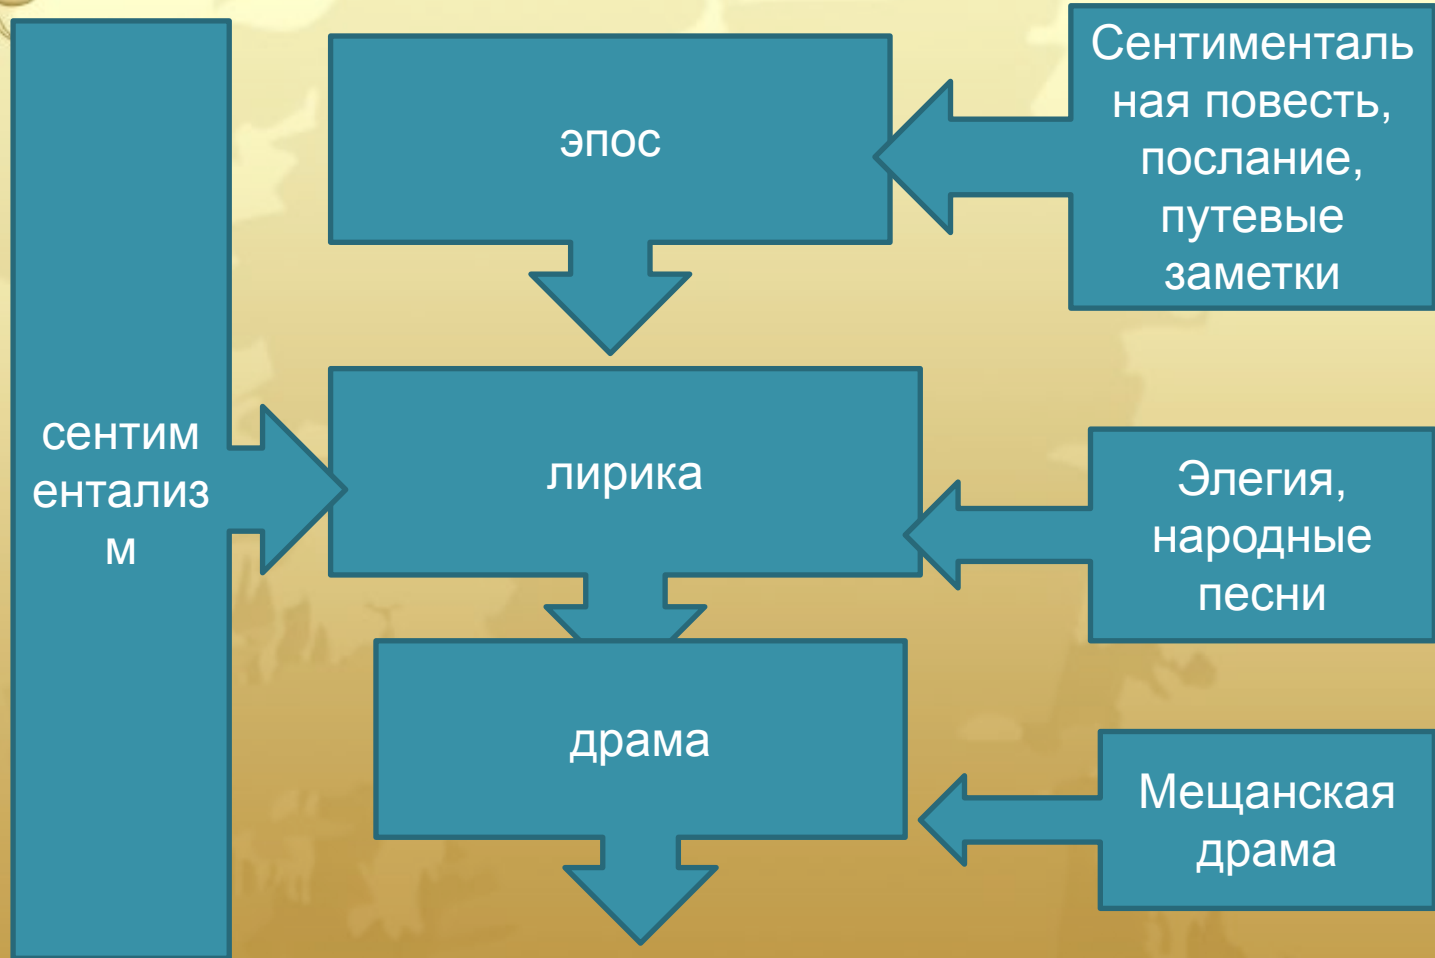 сентим
ентализ
м
эпос
Сентименталь
ная повесть,
послание,
путевые
заметки
лирика
Элегия,
народные
песни
драма
Мещанская
драма